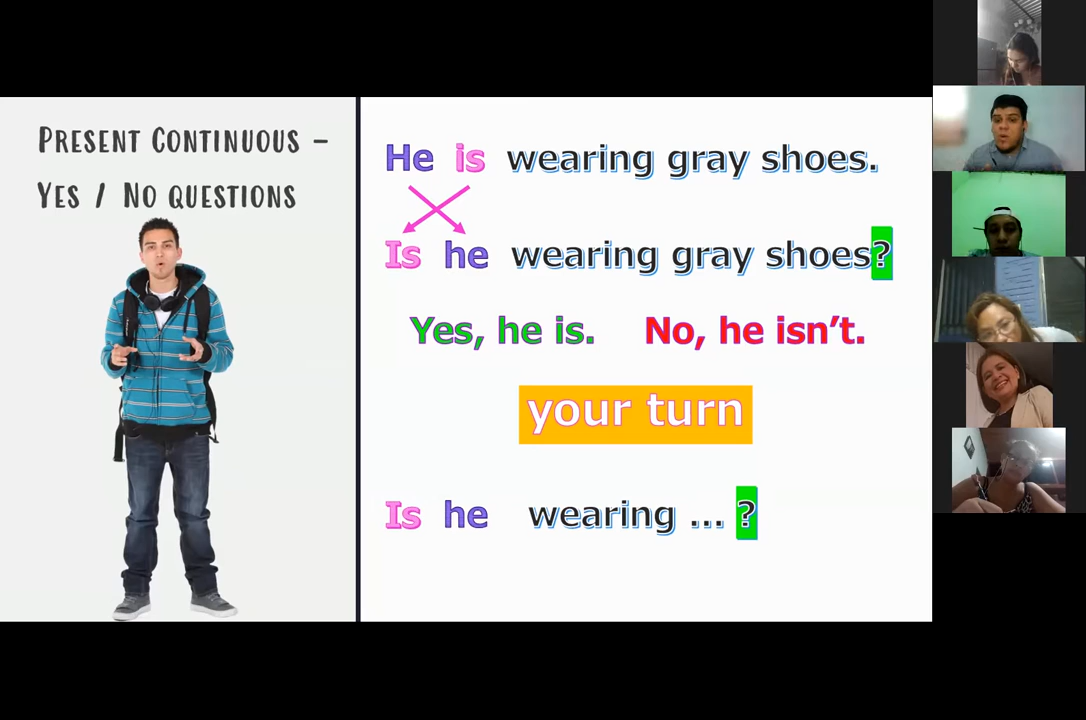 PRESENT CONTINUOUS –
YES / NO QUESTIONS
He is wearing gray shoes.
Is he wearing gray shoes?
Yes, he is. No, he isn't.
your turn
Is he wearing ... ?